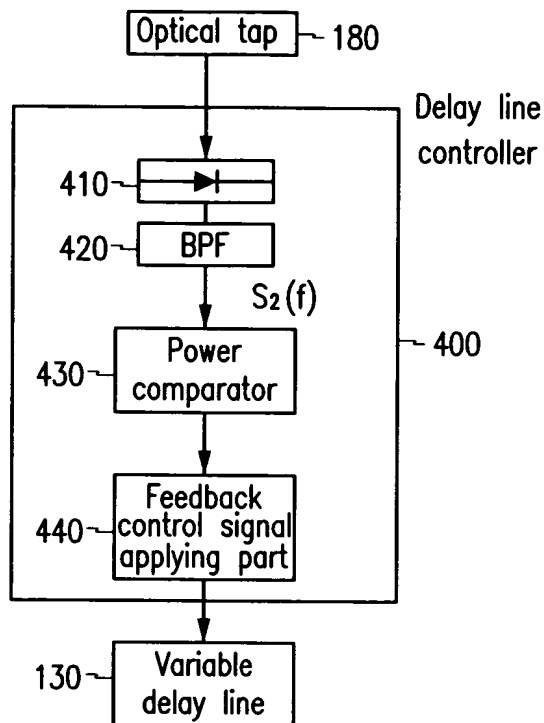 Optical tap
180
Delay line
controller
410
420
BPF
S₂(f)
430
Power
comparator
400
440
Feedback
control signal
applying part
130
Variable
delay line